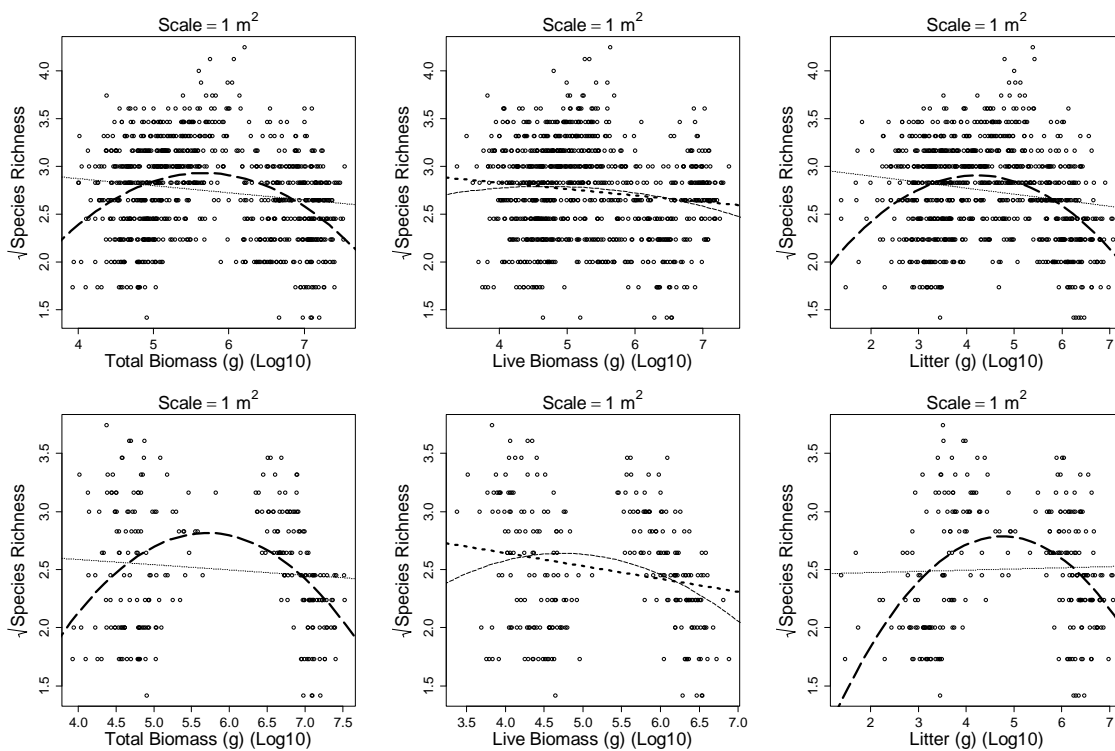 Scale = 1 m²
Scale = 1 m²
Scale = 1 m²
√Species Richness
1.5 2.0 2.5 3.0 3.5 4.0
4 5 6 7
Total Biomass (g) (Log10)
√Species Richness
1.5 2.0 2.5 3.0 3.5 4.0
4 5 6 7
Live Biomass (g) (Log10)
√Species Richness
1.5 2.0 2.5 3.0 3.5 4.0
2 3 4 5 6 7
Litter (g) (Log10)
Scale = 1 m²
Scale = 1 m²
Scale = 1 m²
√Species Richness
1.5 2.0 2.5 3.0 3.5
4.0 4.5 5.0 5.5 6.0 6.5 7.0 7.5
Total Biomass (g) (Log10)
√Species Richness
1.5 2.0 2.5 3.0 3.5
3.5 4.0 4.5 5.0 5.5 6.0 6.5 7.0
Live Biomass (g) (Log10)
√Species Richness
1.5 2.0 2.5 3.0 3.5
2 3 4 5 6 7
Litter (g) (Log10)